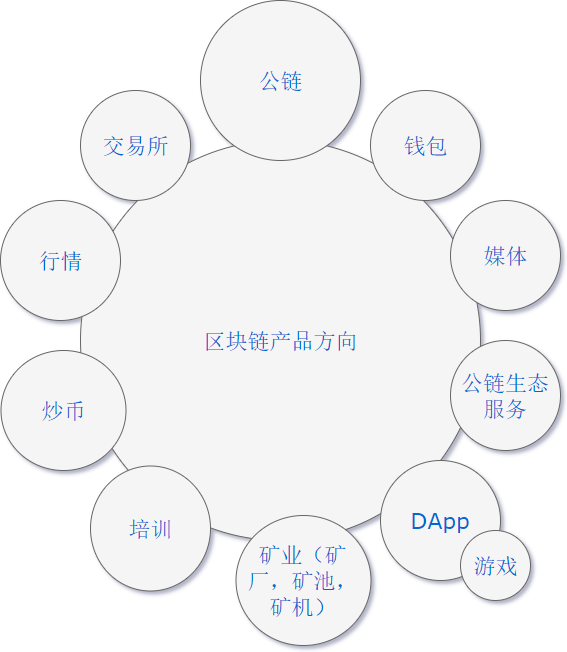 公链
交易所
钱包
行情
媒体
区块链产品方向
公链生态
服务
炒币
培训
DApp
游戏
矿业（矿
厂，矿池，
矿机）